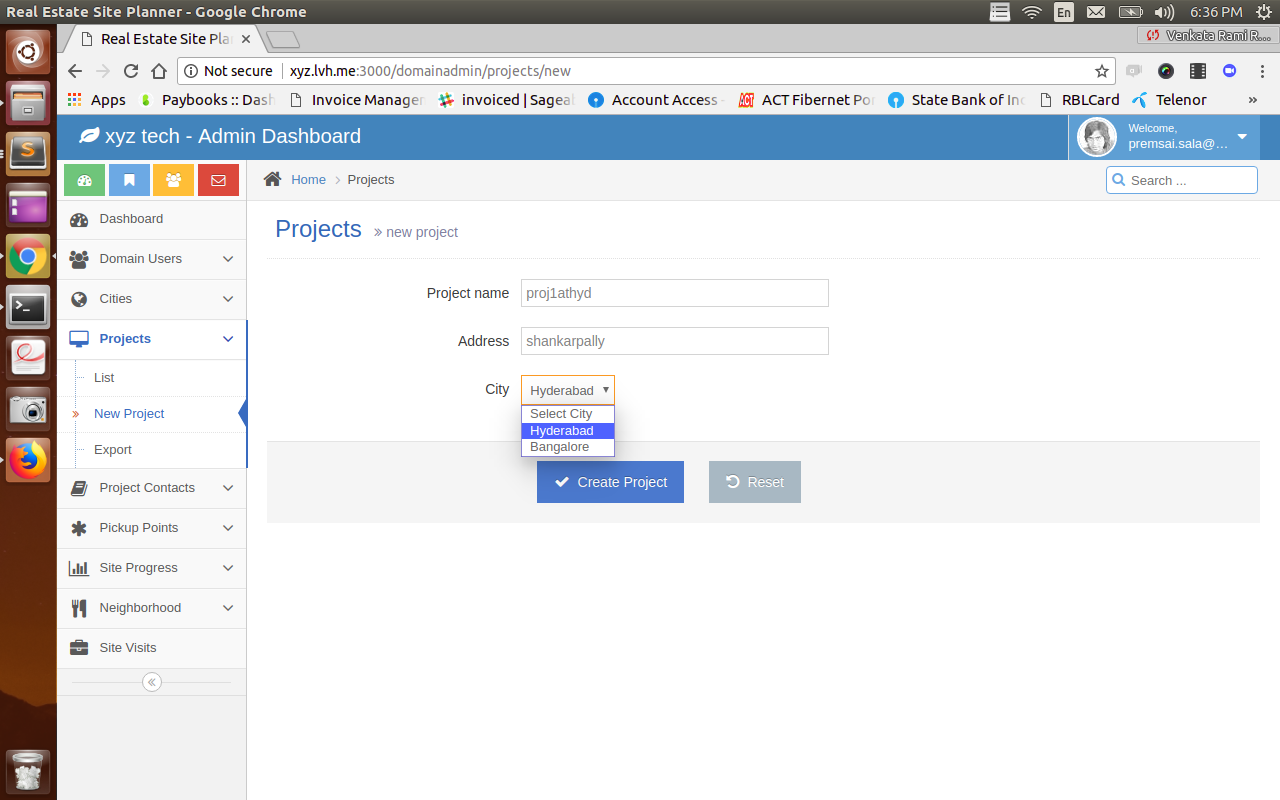 Real Estate Site Planner - Google Chrome
En
6:36 PM
Real Estate Site Pla
Venkata Rami R...
Not secure
xyz.lvh.me:3000/domainadmin/projects/new
Apps
Paybooks :: Dash
Invoice Manager
invoiced | Sageal
Account Access -
ACT Fibernet Por
State Bank of Ind
RBLCard
Telenor
»
xyz tech - Admin Dashboard
Welcome,
premsai.sala@...
Home
Projects
Search ...
Dashboard
Domain Users
Cities
Projects
List
New Project
Export
Project Contacts
Pickup Points
Site Progress
Neighborhood
Site Visits
Projects » new project
Project name
proj1athyd
Address
shankarpally
City
Hyderabad
Select City
Hyderabad
Bangalore
Create Project
Reset